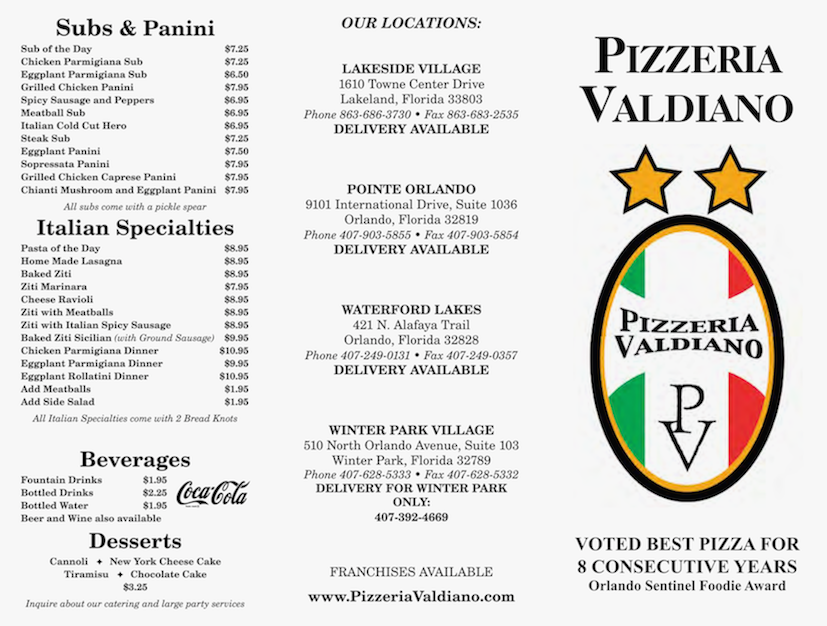 Subs & Panini
Sub of the Day $7.25
Chicken Parmigiana Sub $7.25
Eggplant Parmigiana Sub $6.50
Grilled Chicken Panini $7.95
Spicy Sausage and Peppers $6.95
Meatball Sub $6.95
Italian Cold Cut Hero $6.95
Steak Sub $7.25
Eggplant Panini $7.50
Sopressata Panini $7.95
Grilled Chicken Caprese Panini $7.95
Chianti Mushroom and Eggplant Panini $7.95
All subs come with a pickle spear
Italian Specialties
Pasta of the Day $8.95
Home Made Lasagna $8.95
Baked Ziti $8.95
Ziti Marinara $7.95
Cheese Ravioli $8.95
Ziti with Meatballs $8.95
Ziti with Italian Spicy Sausage $8.95
Baked Ziti Sicilian (with Ground Sausage) $9.95
Chicken Parmigiana Dinner $10.95
Eggplant Parmigiana Dinner $9.95
Eggplant Rollatini Dinner $10.95
Add Meatballs $1.95
Add Side Salad $1.95
All Italian Specialties come with 2 Bread Knots
Beverages
Fountain Drinks $1.95
Bottled Drinks $2.25
Bottled Water $1.95
Beer and Wine also available
Coca-Cola
Desserts
Cannoli ✦ New York Cheese Cake
Tiramisu ✦ Chocolate Cake
$3.25
Inquire about our catering and large party services
OUR LOCATIONS:
LAKESIDE VILLAGE
1610 Towne Center Drive
Lakeland, Florida 33803
Phone 863-686-3730 • Fax 863-683-2535
DELIVERY AVAILABLE
POINTE ORLANDO
9101 International Drive, Suite 1036
Orlando, Florida 32819
Phone 407-903-5855 • Fax 407-903-5854
DELIVERY AVAILABLE
WATERFORD LAKES
421 N. Alafaya Trail
Orlando, Florida 32828
Phone 407-249-0131 • Fax 407-249-0357
DELIVERY AVAILABLE
WINTER PARK VILLAGE
510 North Orlando Avenue, Suite 103
Winter Park, Florida 32789
Phone 407-628-5333 • Fax 407-628-5332
DELIVERY FOR WINTER PARK
ONLY:
407-392-4669
FRANCHISES AVAILABLE
www.PizzeriaValdiano.com
PIZZERIA
VALDIANO
PIZZERIA
VALDIANO
PV
VOTED BEST PIZZA FOR
8 CONSECUTIVE YEARS
Orlando Sentinel Foodie Award